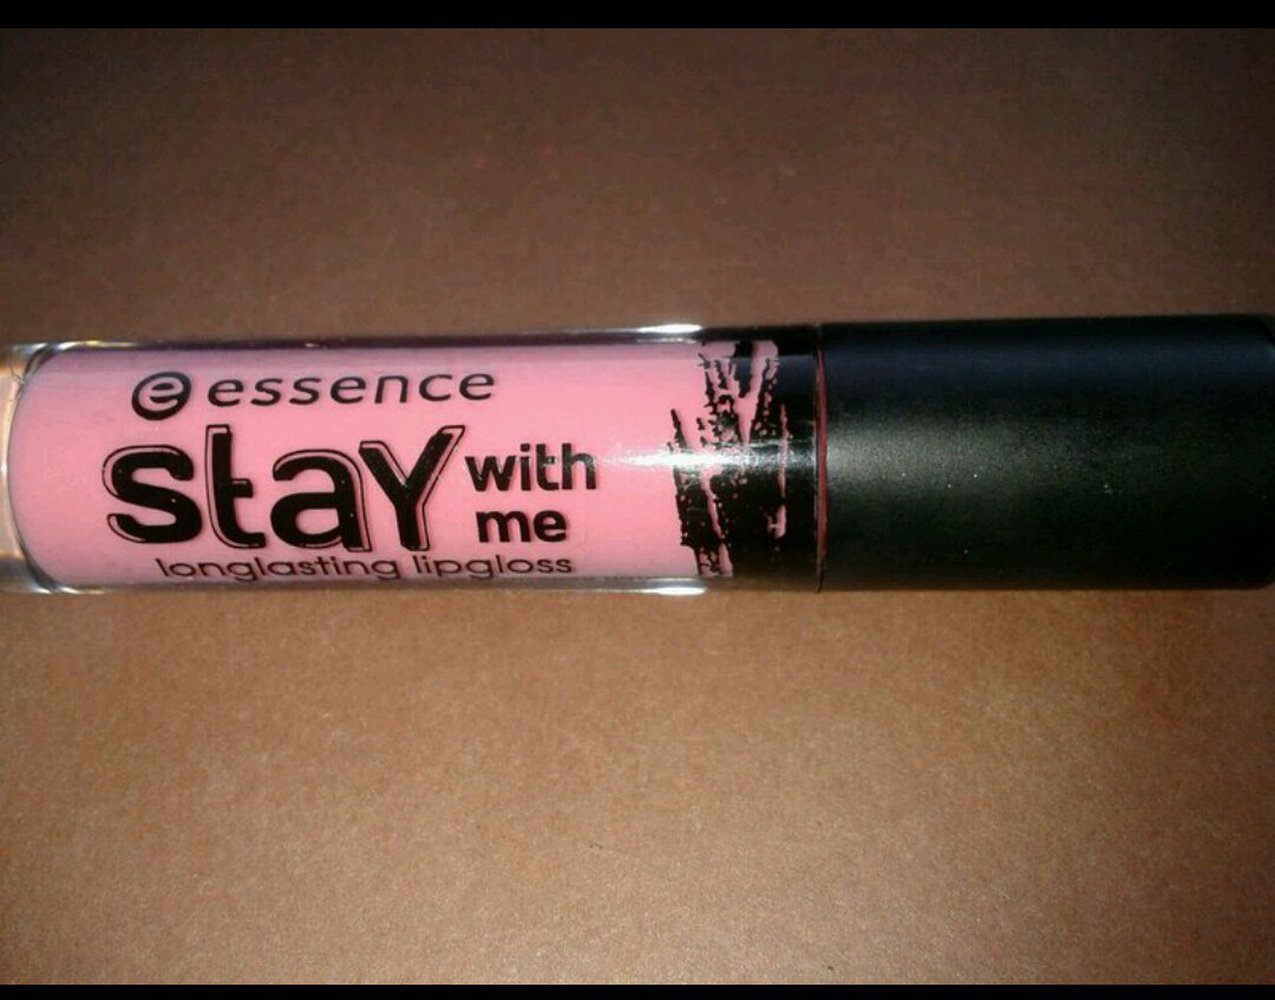 e essence
stay with me
longlasting lipgloss